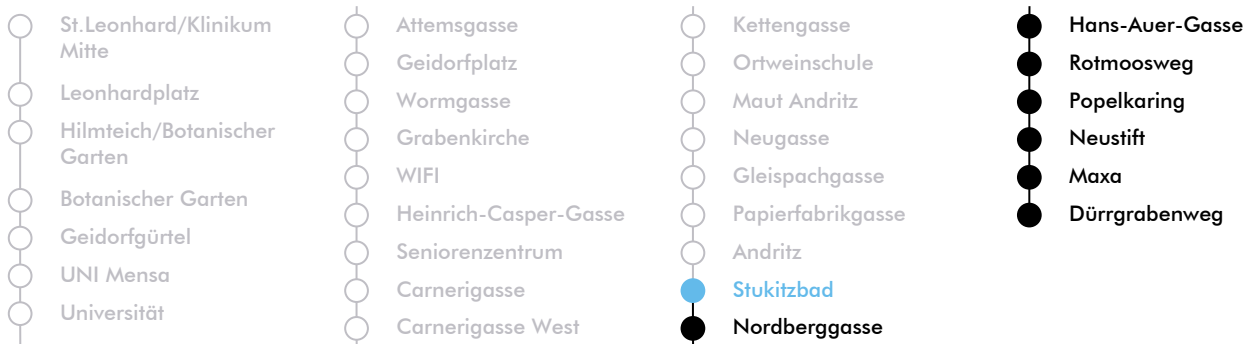 St.Leonhard/Klinikum
Mitte
Leonhardplatz
Hilmteich/Botanischer
Garten
Botanischer Garten
Geidorfgürtel
UNI Mensa
Universität
Attemsgasse
Geidorfplatz
Wormgasse
Grabenkirche
WIFI
Heinrich-Casper-Gasse
Seniorenzentrum
Carnerigasse
Carnerigasse West
Kettengasse
Ortweinschule
Maut Andritz
Neugasse
Gleispachgasse
Papierfabrikgasse
Andritz
Stukitzbad
Nordberggasse
Hans-Auer-Gasse
Rotmoosweg
Popelkaring
Neustift
Maxa
Dürrgrabenweg